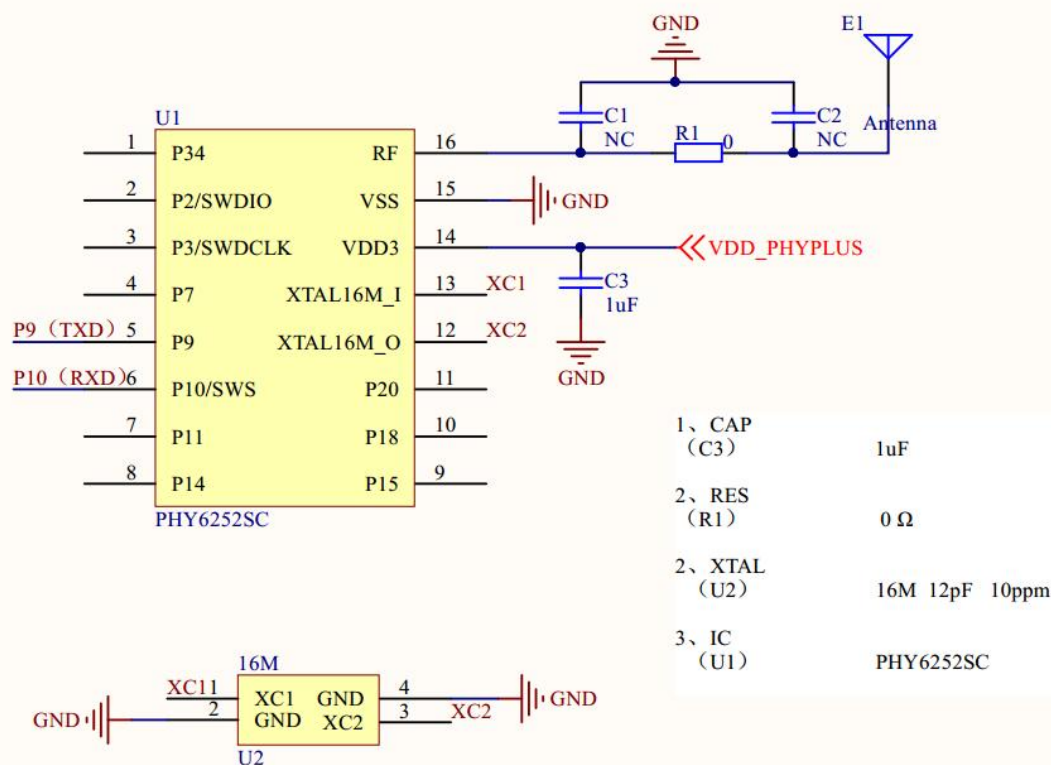 GND
E1
C1
NC
R1
0
C2
NC
Antenna
U1
1 P34 RF 16
2 P2/SWDIO VSS 15 GND
3 P3/SWDCLK VDD3 14 VDD_PHYPLUS
4 P7 XTAL16M_I 13 XC1
P9（TXD） 5 P9 XTAL16M_O 12 XC2
P10（RXD） 6 P10/SWS P20 11
7 P11 P18 10
8 P14 P15 9
PHY6252SC
C3
1uF
GND
1、CAP
（C3） 1uF
2、RES
（R1） 0 Ω
2、XTAL
（U2） 16M 12pF 10ppm
3、IC
（U1） PHY6252SC
16M
XC1 1 XC1 GND 4 GND
GND 2 GND XC2 3 XC2
U2